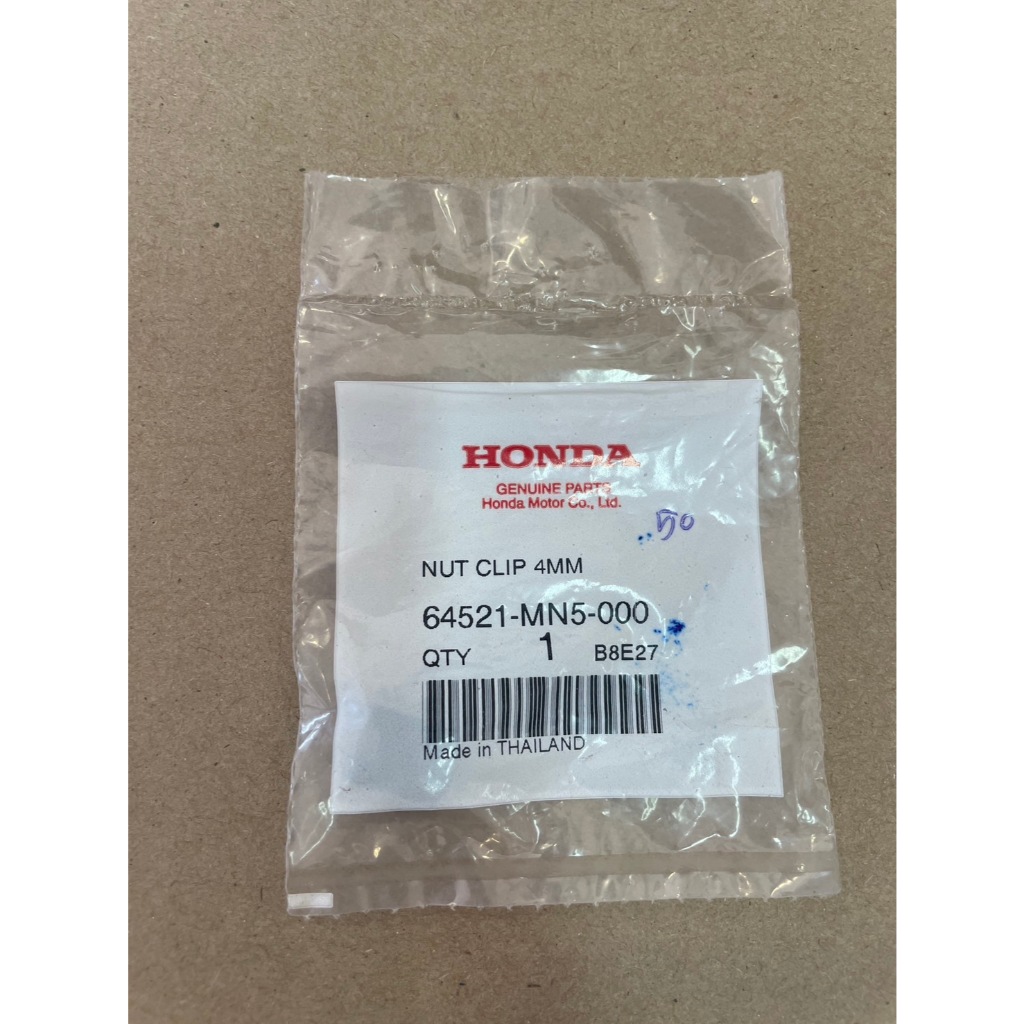 HONDA
GENUINE PARTS
Honda Motor Co., Ltd.
50
NUT CLIP 4MM
64521-MN5-000
QTY 1 B8E27
Made in THAILAND